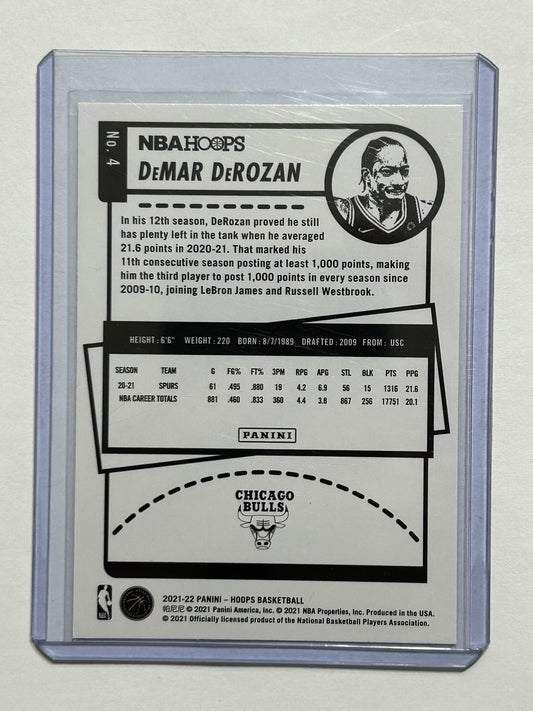 No. 4
NBA HOOPS
DeMAR DeROZAN
In his 12th season, DeRozan proved he still
has plenty left in the tank when he averaged
21.6 points in 2020-21. That marked his
11th consecutive season posting at least 1,000 points, making
him the third player to post 1,000 points in every season since
2009-10, joining LeBron James and Russell Westbrook.
HEIGHT: 6'6" WEIGHT: 220 BORN: 8/7/1989 DRAFTED: 2009 FROM: USC
SEASON TEAM G FG% FT% 3PM RPG APG STL BLK PTS PPG
20-21 SPURS 61 .495 .880 19 4.2 6.9 56 15 1316 21.6
NBA CAREER TOTALS 881 .460 .833 360 4.4 3.8 867 256 17751 20.1
PANINI
CHICAGO
BULLS
2021-22 PANINI – HOOPS BASKETBALL
帕尼尼 © 2021 Panini America, Inc. © 2021 NBA Properties, Inc. Produced in the USA.
© 2021 Officially licensed product of the National Basketball Players Association.
NBA